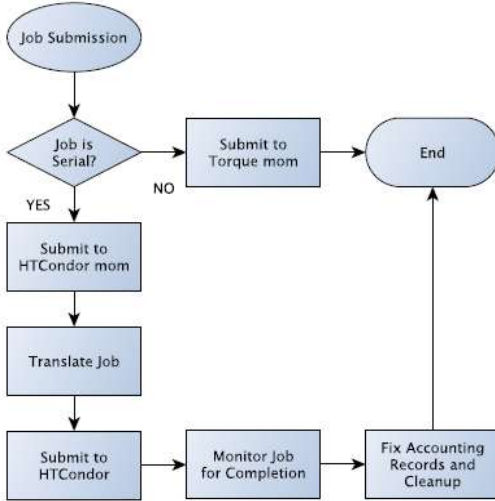 Job Submission
Job is
Serial?
Submit to
Torque mom
End
NO
YES
Submit to
HTCondor mom
Translate Job
Submit to
HTCondor
Monitor Job
for Completion
Fix Accounting
Records and
Cleanup